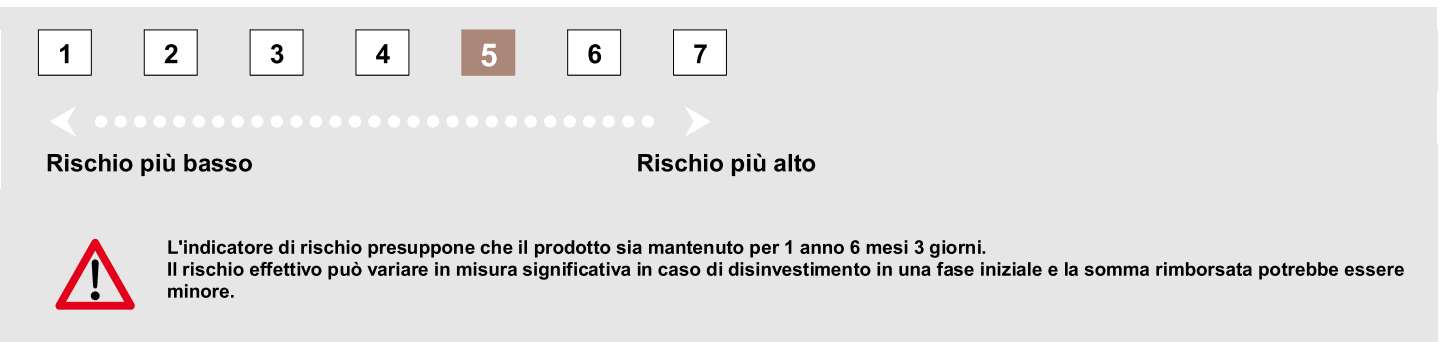 1 2 3 4 5 6 7
Rischio più basso Rischio più alto
L'indicatore di rischio presuppone che il prodotto sia mantenuto per 1 anno 6 mesi 3 giorni.
Il rischio effettivo può variare in misura significativa in caso di disinvestimento in una fase iniziale e la somma rimborsata potrebbe essere
minore.